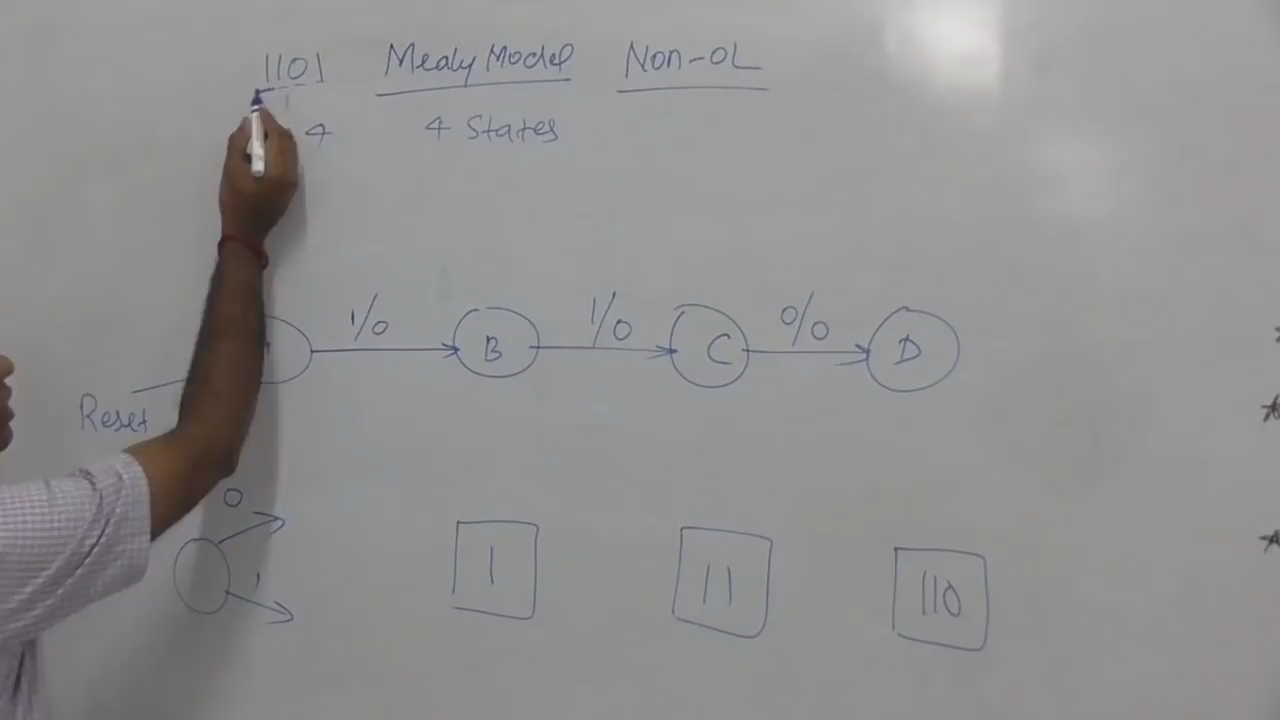 1101 Mealy Model Non-OL
4 4 States
1/0 1/0 0/0
B C D
Reset
0
1
1 11 110